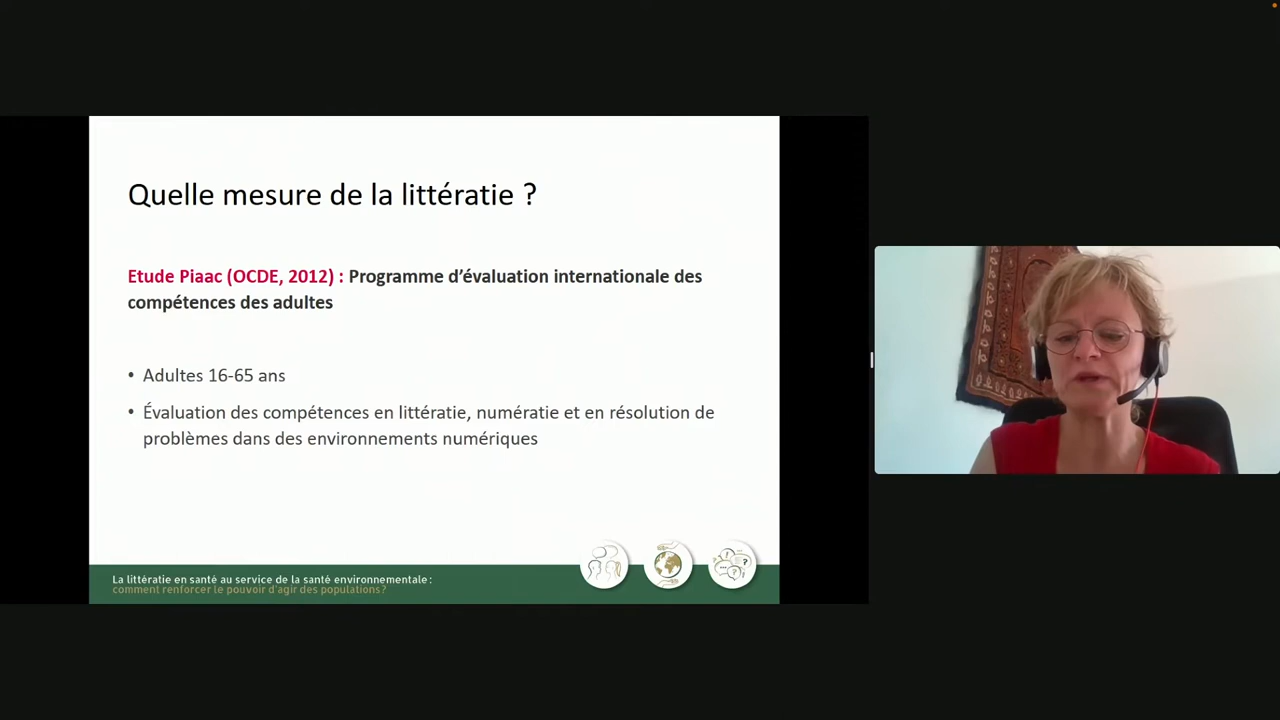 Quelle mesure de la littératie ?
Etude Piaac (OCDE, 2012) : Programme d’évaluation internationale des
compétences des adultes
• Adultes 16-65 ans
• Évaluation des compétences en littératie, numératie et en résolution de
problèmes dans des environnements numériques
La littératie en santé au service de la santé environnementale :
comment renforcer le pouvoir d'agir des populations ?